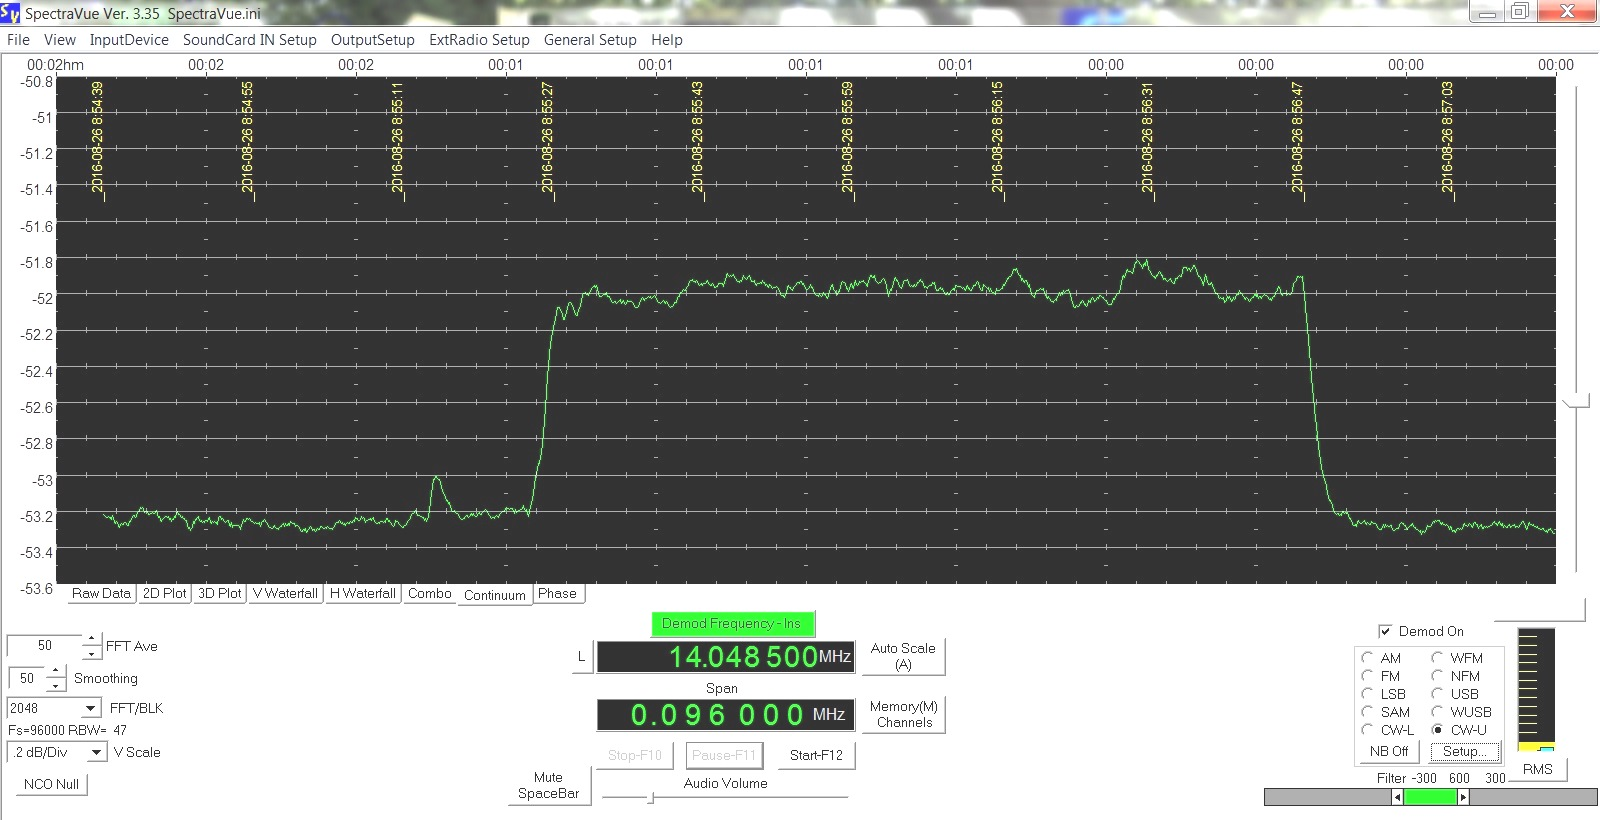 SpectraVue Ver. 3.35  SpectraVue.ini
File View InputDevice SoundCard IN Setup OutputSetup ExtRadio Setup General Setup Help
00:02hm 00:02 00:02 00:01 00:01 00:01 00:01 00:00 00:00 00:00 00:00
-50.8
-51
-51.2
-51.4
-51.6
-51.8
-52
-52.2
-52.4
-52.6
-52.8
-53
-53.2
-53.4
-53.6
2016-08-26 8:54:39
2016-08-26 8:54:55
2016-08-26 8:55:11
2016-08-26 8:55:27
2016-08-26 8:55:43
2016-08-26 8:55:59
2016-08-26 8:56:15
2016-08-26 8:56:31
2016-08-26 8:56:47
2016-08-26 8:57:03
Raw Data 2D Plot 3D Plot V Waterfall H Waterfall Combo Continuum Phase
50 FFT Ave
50 Smoothing
2048 FFT/BLK
Fs=96000 RBW= 47
.2 dB/Div V Scale
NCO Null
Demod Frequency - Ins
L 14.048 500 MHz
Auto Scale
(A)
Span
0.096 000 MHz
Memory(M)
Channels
Stop-F10 Pause-F11 Start-F12
Mute
SpaceBar
Audio Volume
Demod On
AM WFM
FM NFM
LSB USB
SAM WUSB
CW-L CW-U
NB Off Setup...
RMS
Filter -300 600 300